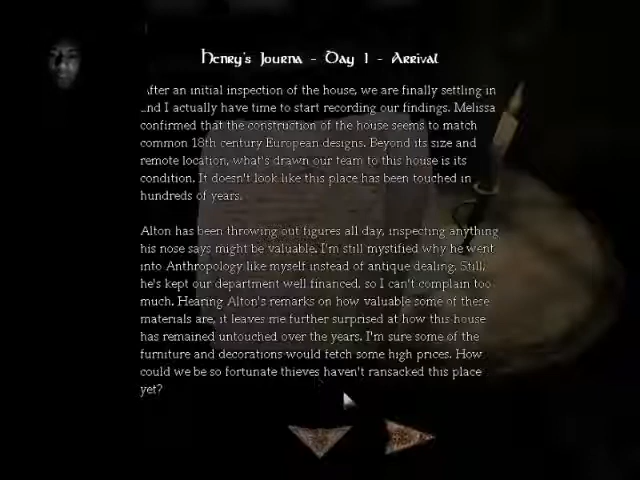 Henry's Journa - Day 1 - Arrival
fter an initial inspection of the house, we are finally settling in
nd I actually have time to start recording our findings. Melissa
confirmed that the construction of the house seems to match
common 18th century European designs. Beyond its size and
remote location, what's drawn our team to this house is its
condition. It doesn't look like this place has been touched in
hundreds of years.
Alton has been throwing out figures all day, inspecting anything
his nose says might be valuable. I'm still mystified why he went
into Anthropology like myself instead of antique dealing. Still,
he's kept our department well financed, so I can't complain too
much. Hearing Alton's remarks on how valuable some of these
materials are, it leaves me further surprised at how this house
has remained untouched over the years. I'm sure some of the
furniture and decorations would fetch some high prices. How
could we be so fortunate thieves haven't ransacked this place
yet?